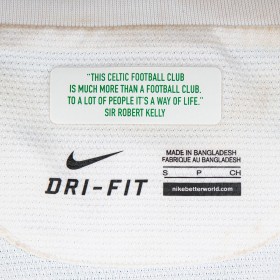 "THIS CELTIC FOOTBALL CLUB
IS MUCH MORE THAN A FOOTBALL CLUB,
TO A LOT OF PEOPLE IT'S A WAY OF LIFE."
SIR ROBERT KELLY
DRI-FIT
MADE IN BANGLADESH
FABRIQUE AU BANGLADESH
S P CH
nikebetterworld.com